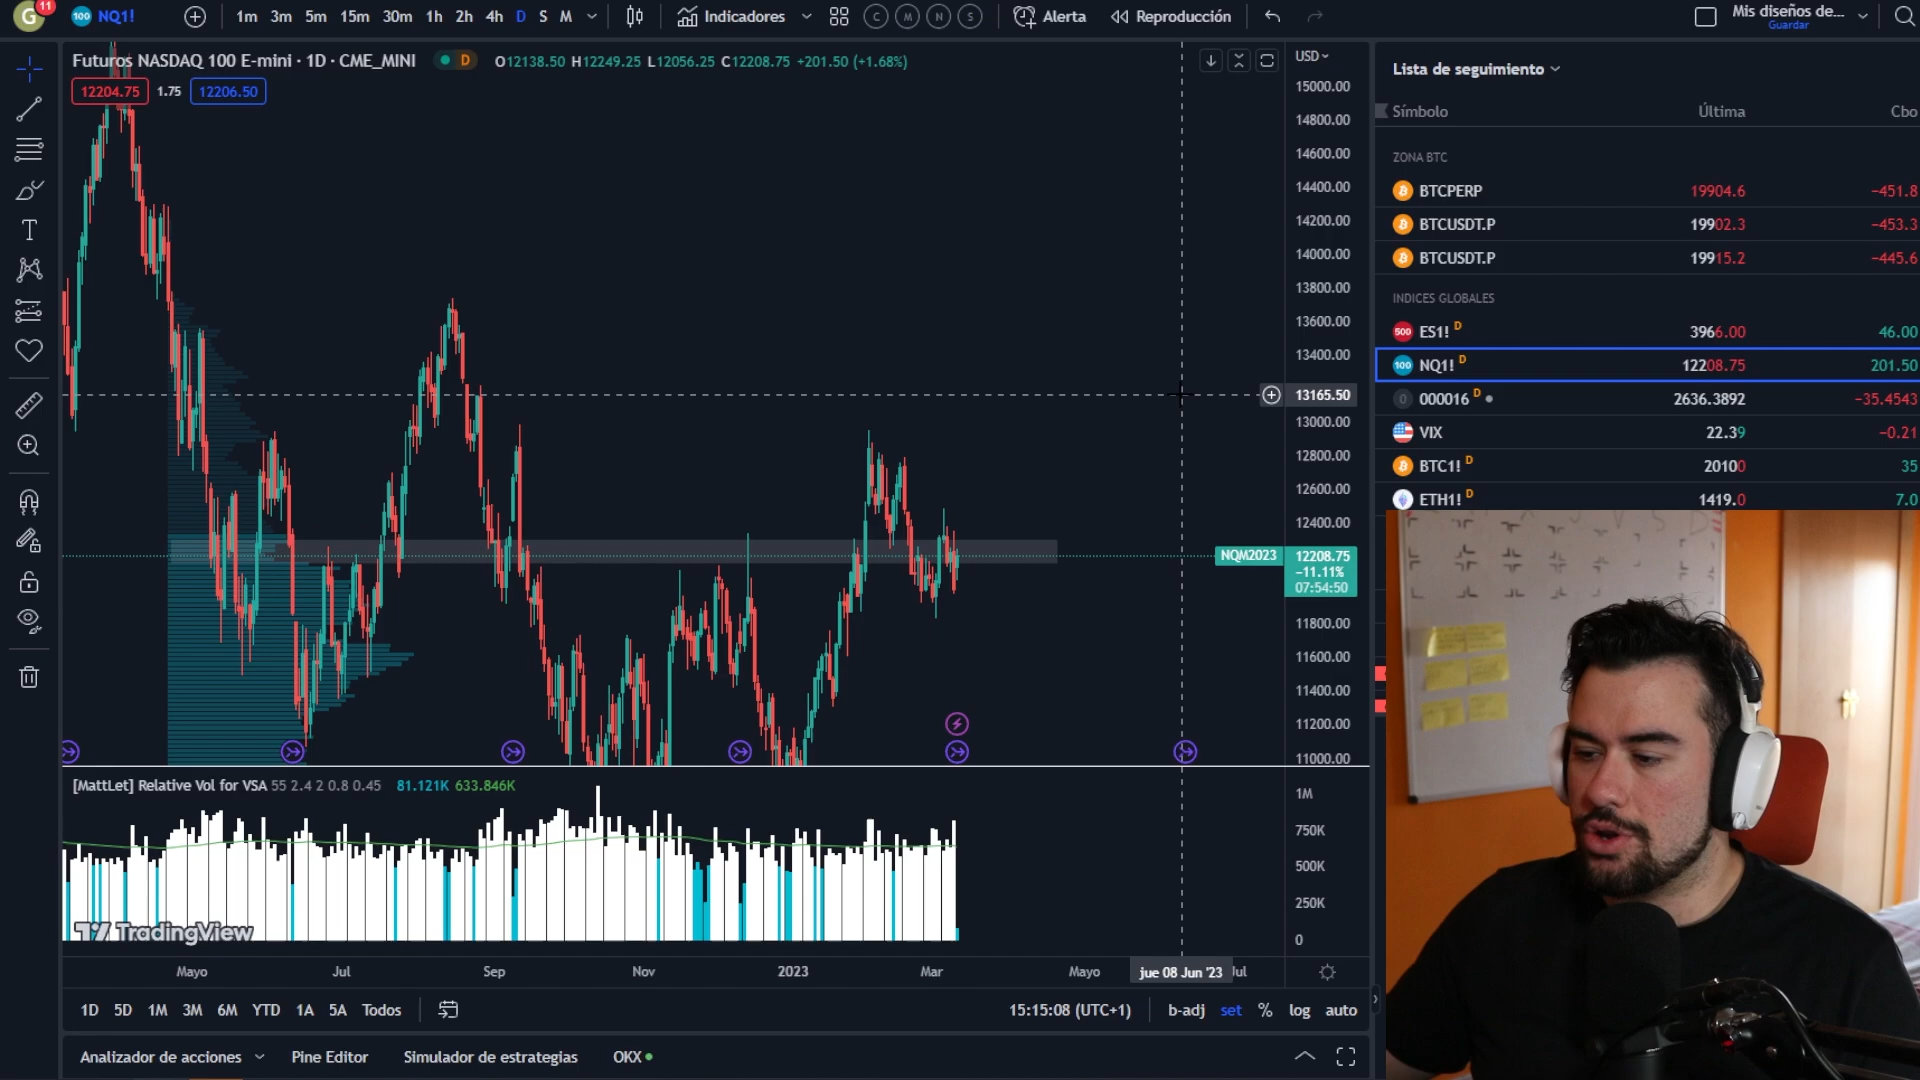 G 11 100 NQ1! 1m 3m 5m 15m 30m 1h 2h 4h D S M Indicadores C M N S Alerta Reproducción Mis diseños de...
Guardar
Futuros NASDAQ 100 E-mini · 1D · CME_MINI D O12138.50 H12249.25 L12056.25 C12208.75 +201.50 (+1.68%)
12204.75 1.75 12206.50
USD
15000.00
14800.00
14600.00
14400.00
14200.00
14000.00
13800.00
13600.00
13400.00
13165.50
13000.00
12800.00
12600.00
12400.00
NQM2023 12208.75
−11.11%
07:54:50
11800.00
11600.00
11400.00
11200.00
11000.00
[MattLet] Relative Vol for VSA 55 2.4 2 0.8 0.45 81.121K 633.846K
1M
750K
500K
250K
0
TradingView
Mayo Jul Sep Nov 2023 Mar Mayo jue 08 Jun '23 Jul
1D 5D 1M 3M 6M YTD 1A 5A Todos 15:15:08 (UTC+1) b-adj set % log auto
Analizador de acciones Pine Editor Simulador de estrategias OKX
Lista de seguimiento
Símbolo Última Cbo
ZONA BTC
BTCPERP 19904.6 −451.8
BTCUSDT.P 19902.3 −453.3
BTCUSDT.P 19915.2 −445.6
INDICES GLOBALES
500 ES1! D 3966.00 46.00
100 NQ1! D 12208.75 201.50
0 000016 D 2636.3892 −35.4543
VIX 22.39 −0.21
BTC1! D 20100 35
ETH1! D 1419.0 7.0